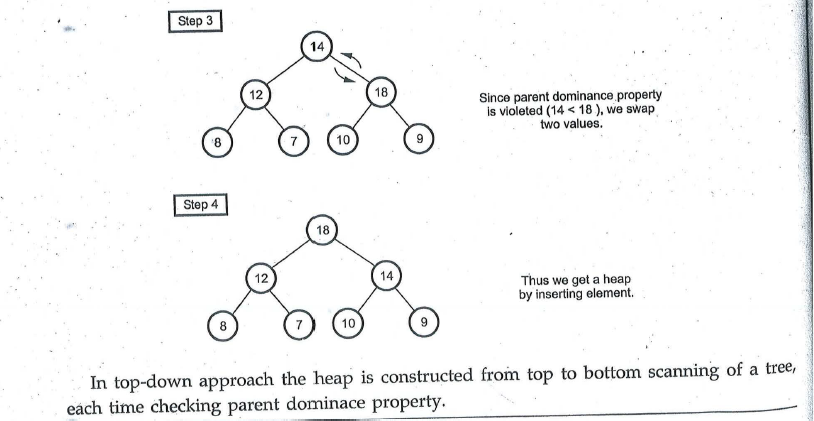 Step 3
14
12
18
8
7
10
9
Since parent dominance property
is violeted (14 < 18 ), we swap
two values.
Step 4
18
12
14
8
7
10
9
Thus we get a heap
by inserting element.
In top-down approach the heap is constructed from top to bottom scanning of a tree,
each time checking parent dominace property.